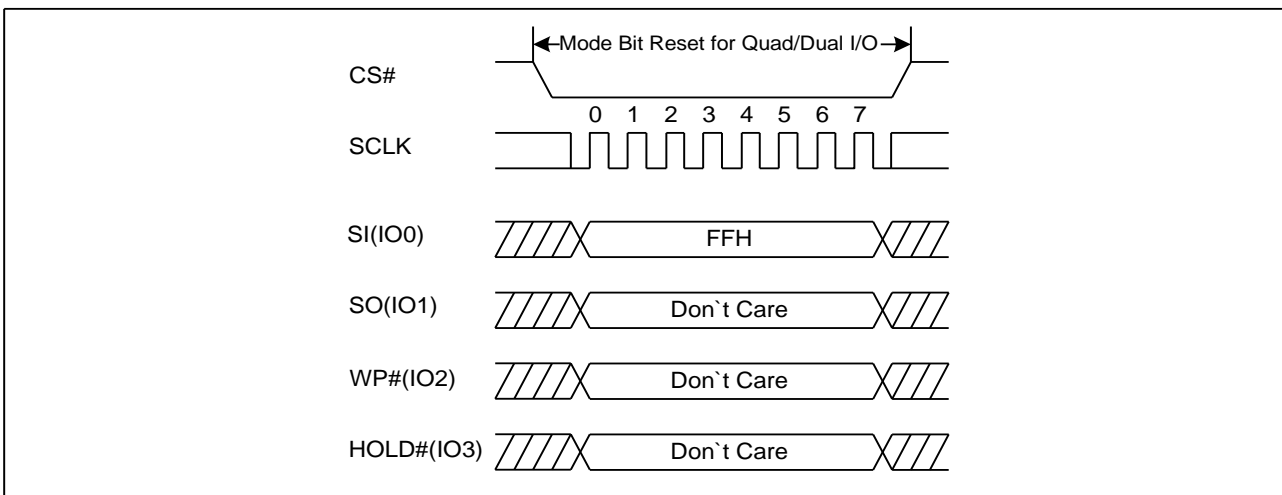 Mode Bit Reset for Quad/Dual I/O
CS#
0 1 2 3 4 5 6 7
SCLK
SI(IO0) FFH
SO(IO1) Don`t Care
WP#(IO2) Don`t Care
HOLD#(IO3) Don`t Care